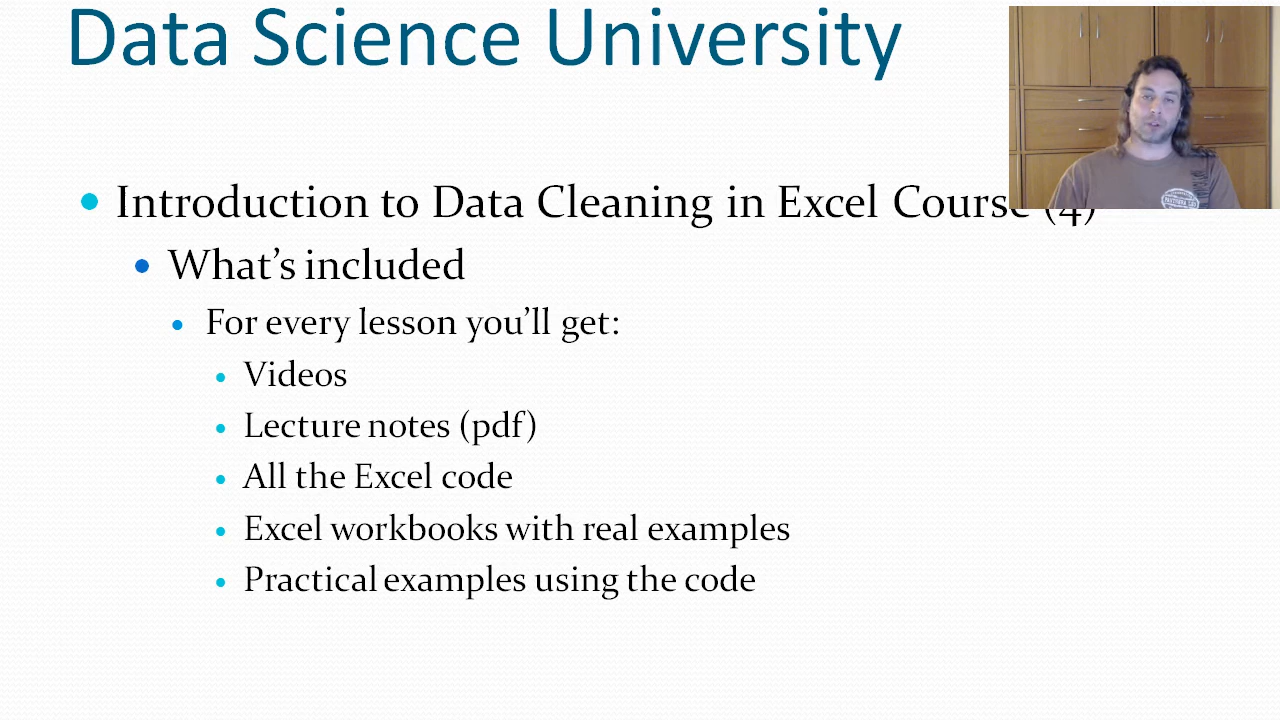 Data Science University
Introduction to Data Cleaning in Excel Course (4)
What's included
For every lesson you'll get:
Videos
Lecture notes (pdf)
All the Excel code
Excel workbooks with real examples
Practical examples using the code